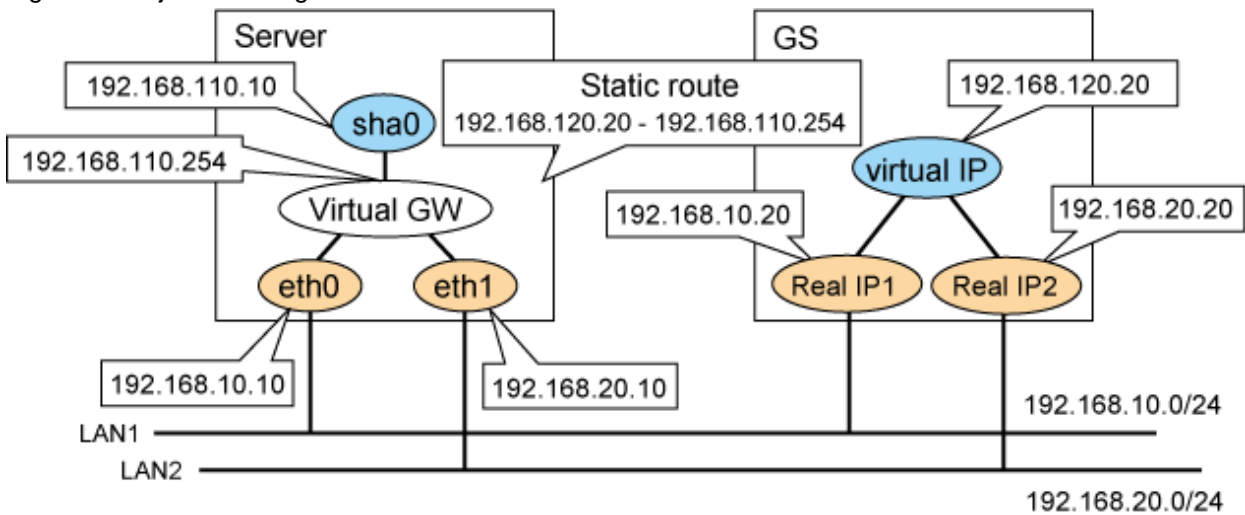 Server
GS
192.168.110.10
Static route
192.168.120.20 - 192.168.110.254
192.168.120.20
sha0
192.168.110.254
virtual IP
Virtual GW
192.168.10.20
192.168.20.20
eth0
eth1
Real IP1
Real IP2
192.168.10.10
192.168.20.10
192.168.10.0/24
LAN1
LAN2
192.168.20.0/24